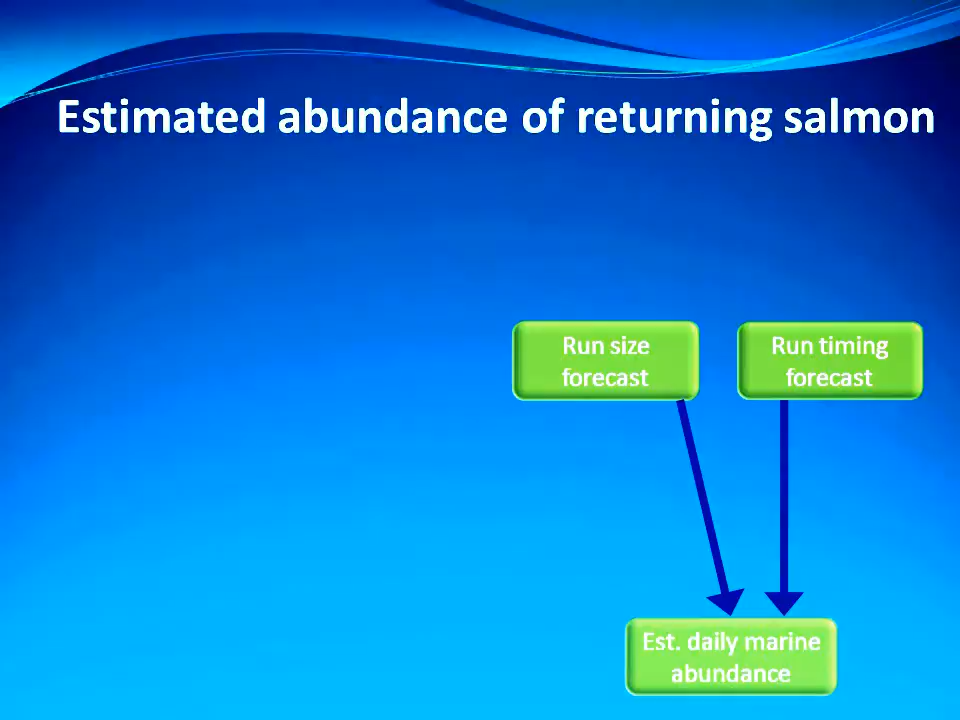 Estimated abundance of returning salmon
Run size
forecast
Run timing
forecast
Est. daily marine
abundance